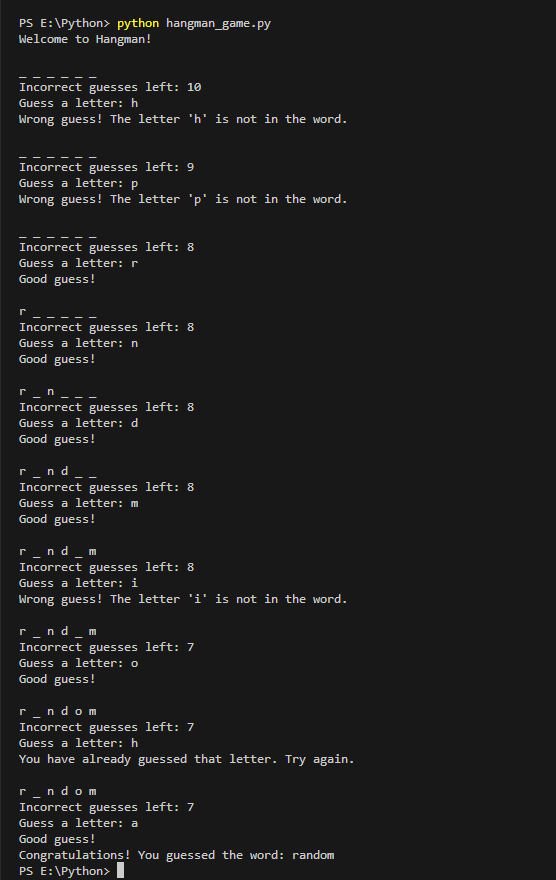 PS E:\Python> python hangman_game.py
Welcome to Hangman!

_ _ _ _ _ _
Incorrect guesses left: 10
Guess a letter: h
Wrong guess! The letter 'h' is not in the word.

_ _ _ _ _ _
Incorrect guesses left: 9
Guess a letter: p
Wrong guess! The letter 'p' is not in the word.

_ _ _ _ _ _
Incorrect guesses left: 8
Guess a letter: r
Good guess!

r _ _ _ _ _
Incorrect guesses left: 8
Guess a letter: n
Good guess!

r _ n _ _ _
Incorrect guesses left: 8
Guess a letter: d
Good guess!

r _ n d _ _
Incorrect guesses left: 8
Guess a letter: m
Good guess!

r _ n d _ m
Incorrect guesses left: 8
Guess a letter: i
Wrong guess! The letter 'i' is not in the word.

r _ n d _ m
Incorrect guesses left: 7
Guess a letter: o
Good guess!

r _ n d o m
Incorrect guesses left: 7
Guess a letter: h
You have already guessed that letter. Try again.

r _ n d o m
Incorrect guesses left: 7
Guess a letter: a
Good guess!
Congratulations! You guessed the word: random
PS E:\Python>